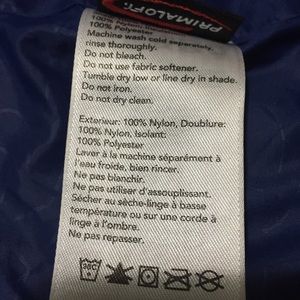 PRIMALOFT®
100% Nylon,
100% Polyester
Machine wash cold separately,
rinse thoroughly.
Do not bleach.
Do not use fabric softener.
Tumble dry low or line dry in shade.
Do not iron.
Do not dry clean.
Exterieur: 100% Nylon, Doublure:
100% Nylon, Isolant:
100% Polyester
Laver à la machine séparément à
l'eau froide, bien rincer.
Ne pas blanchir.
Ne pas utiliser d'assouplissant.
Sécher au sèche-linge à basse
température ou sur une corde à
linge à l'ombre.
Ne pas repasser.
30C